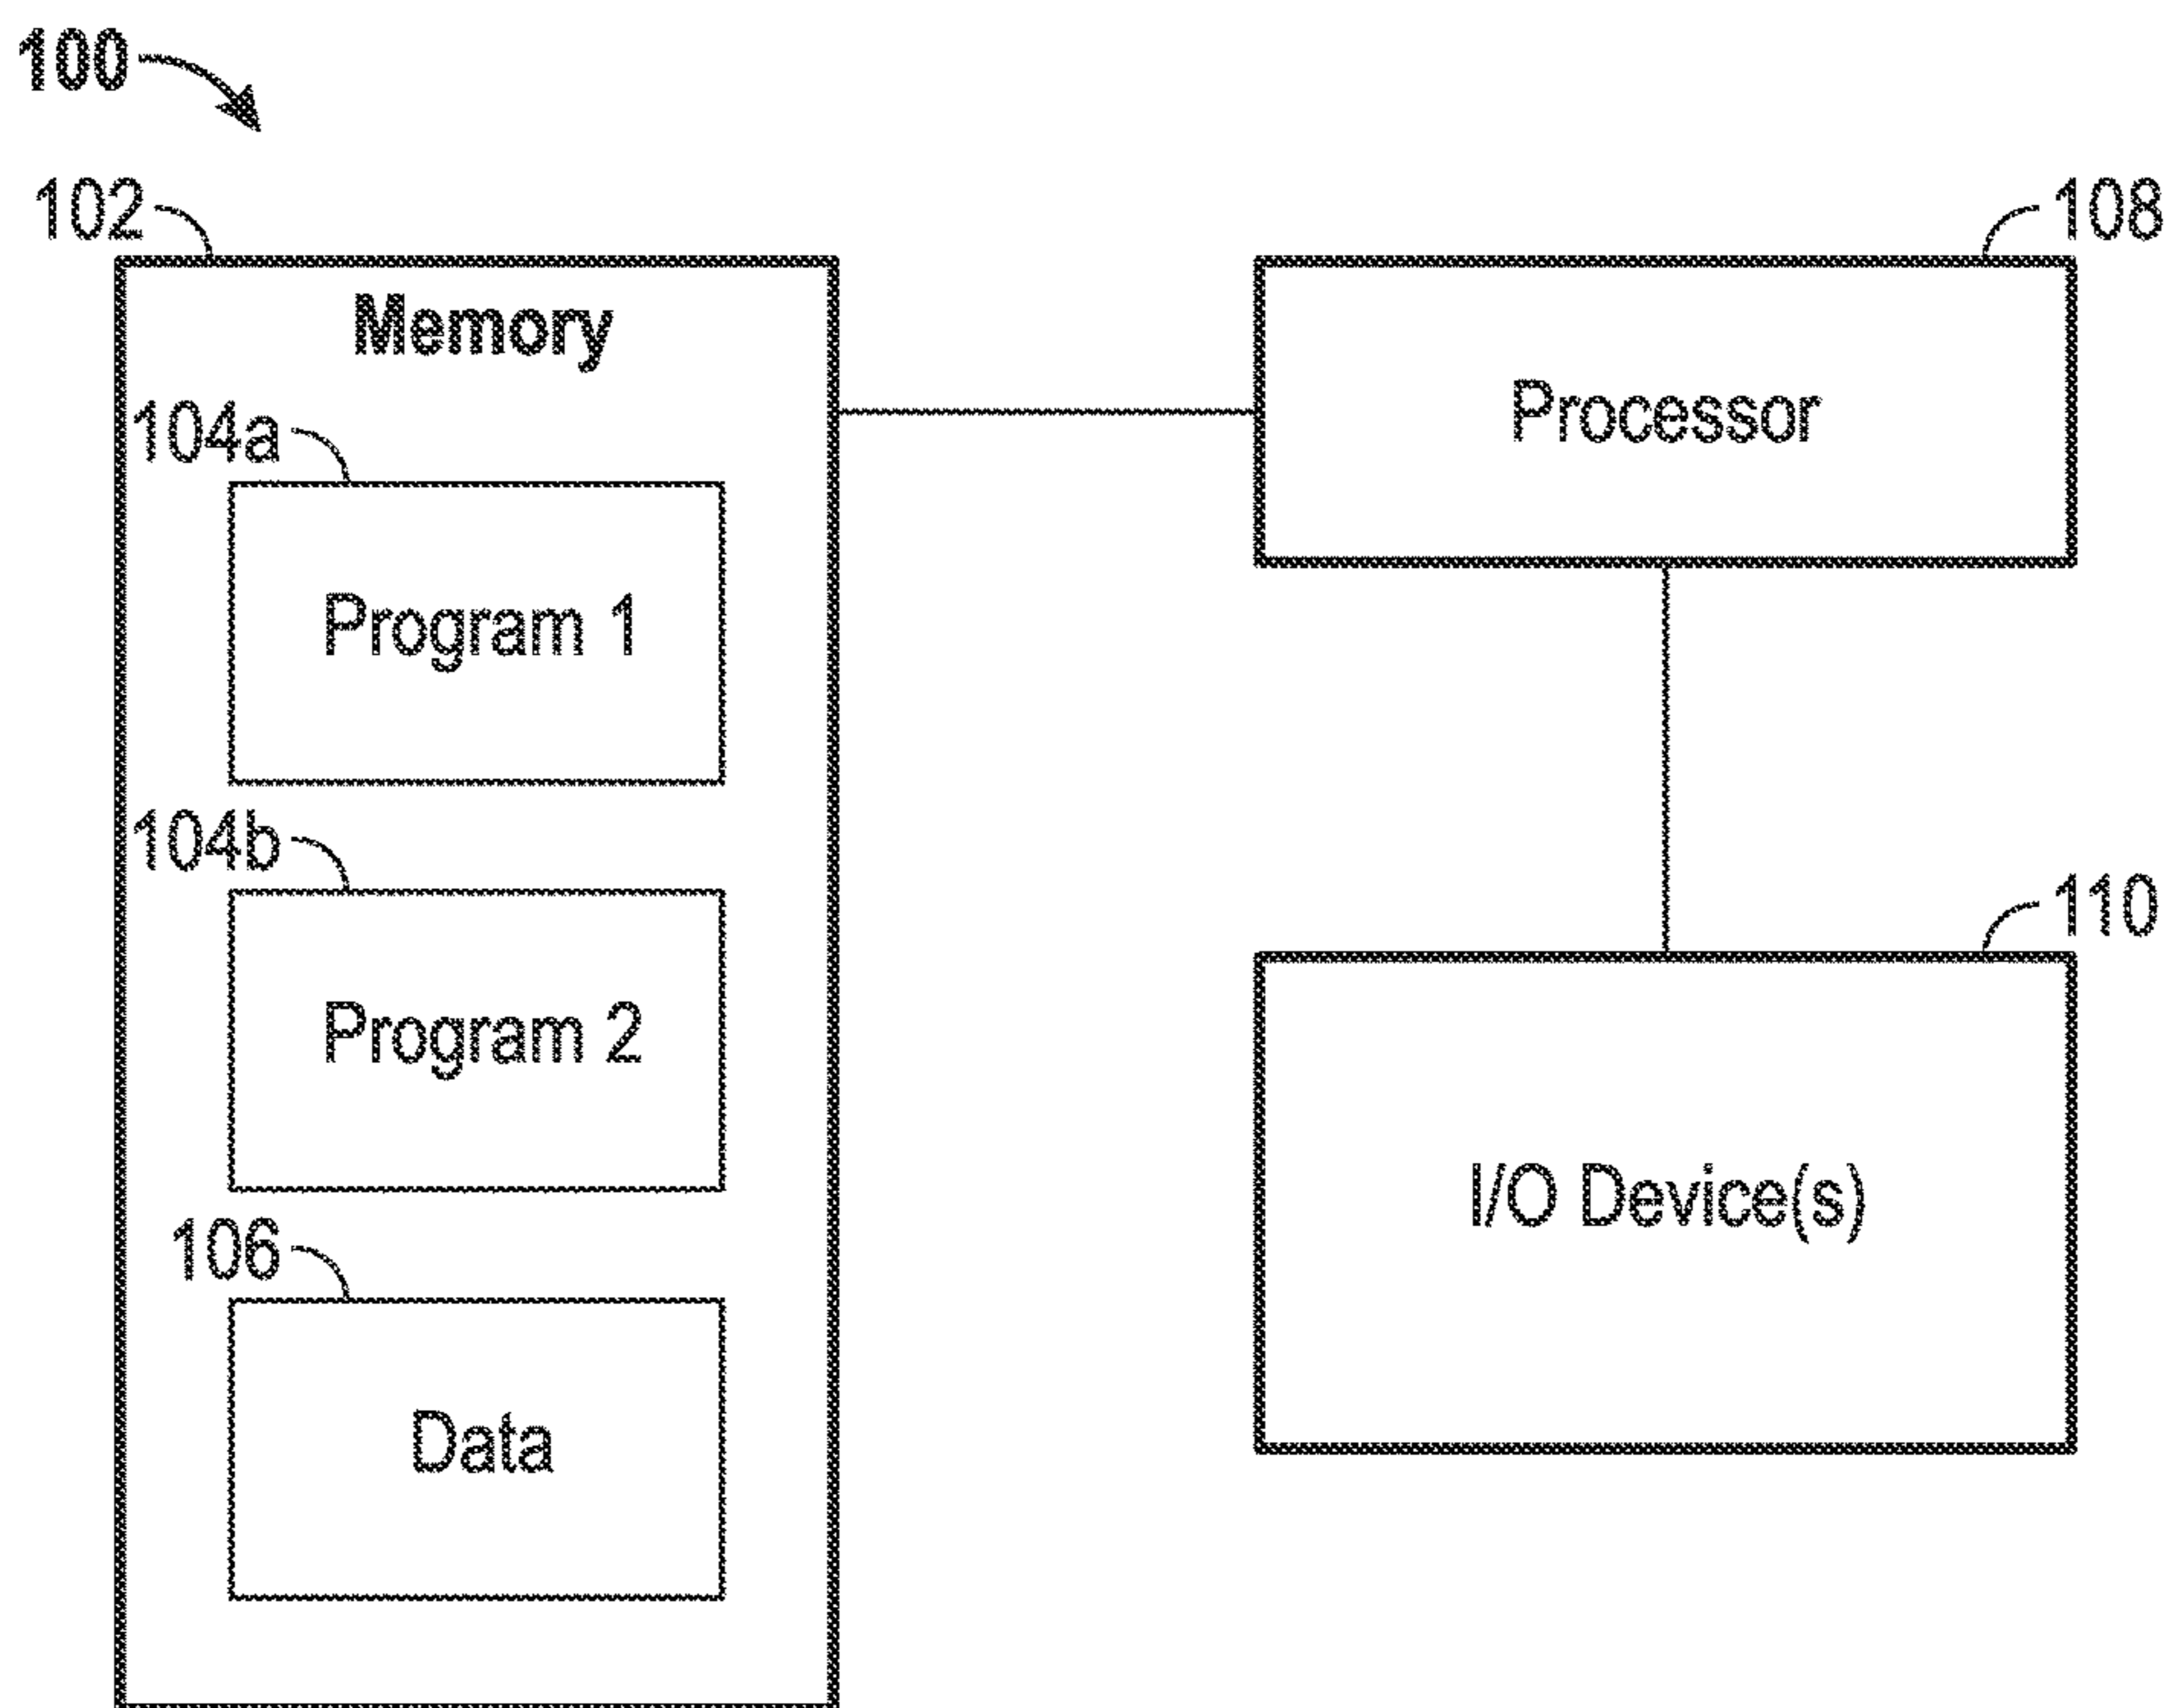 100
102
108
Memory
Processor
104a
Program 1
104b
110
Program 2
I/O Device(s)
106
Data